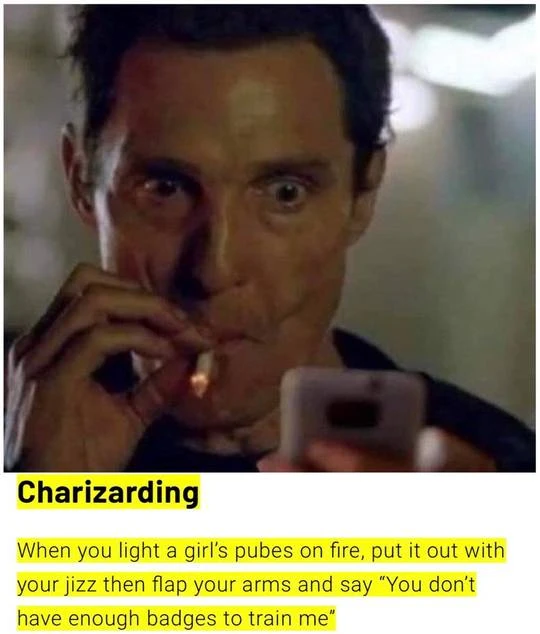 Charizarding
When you light a girl's pubes on fire, put it out with
your jizz then flap your arms and say “You don't
have enough badges to train me”